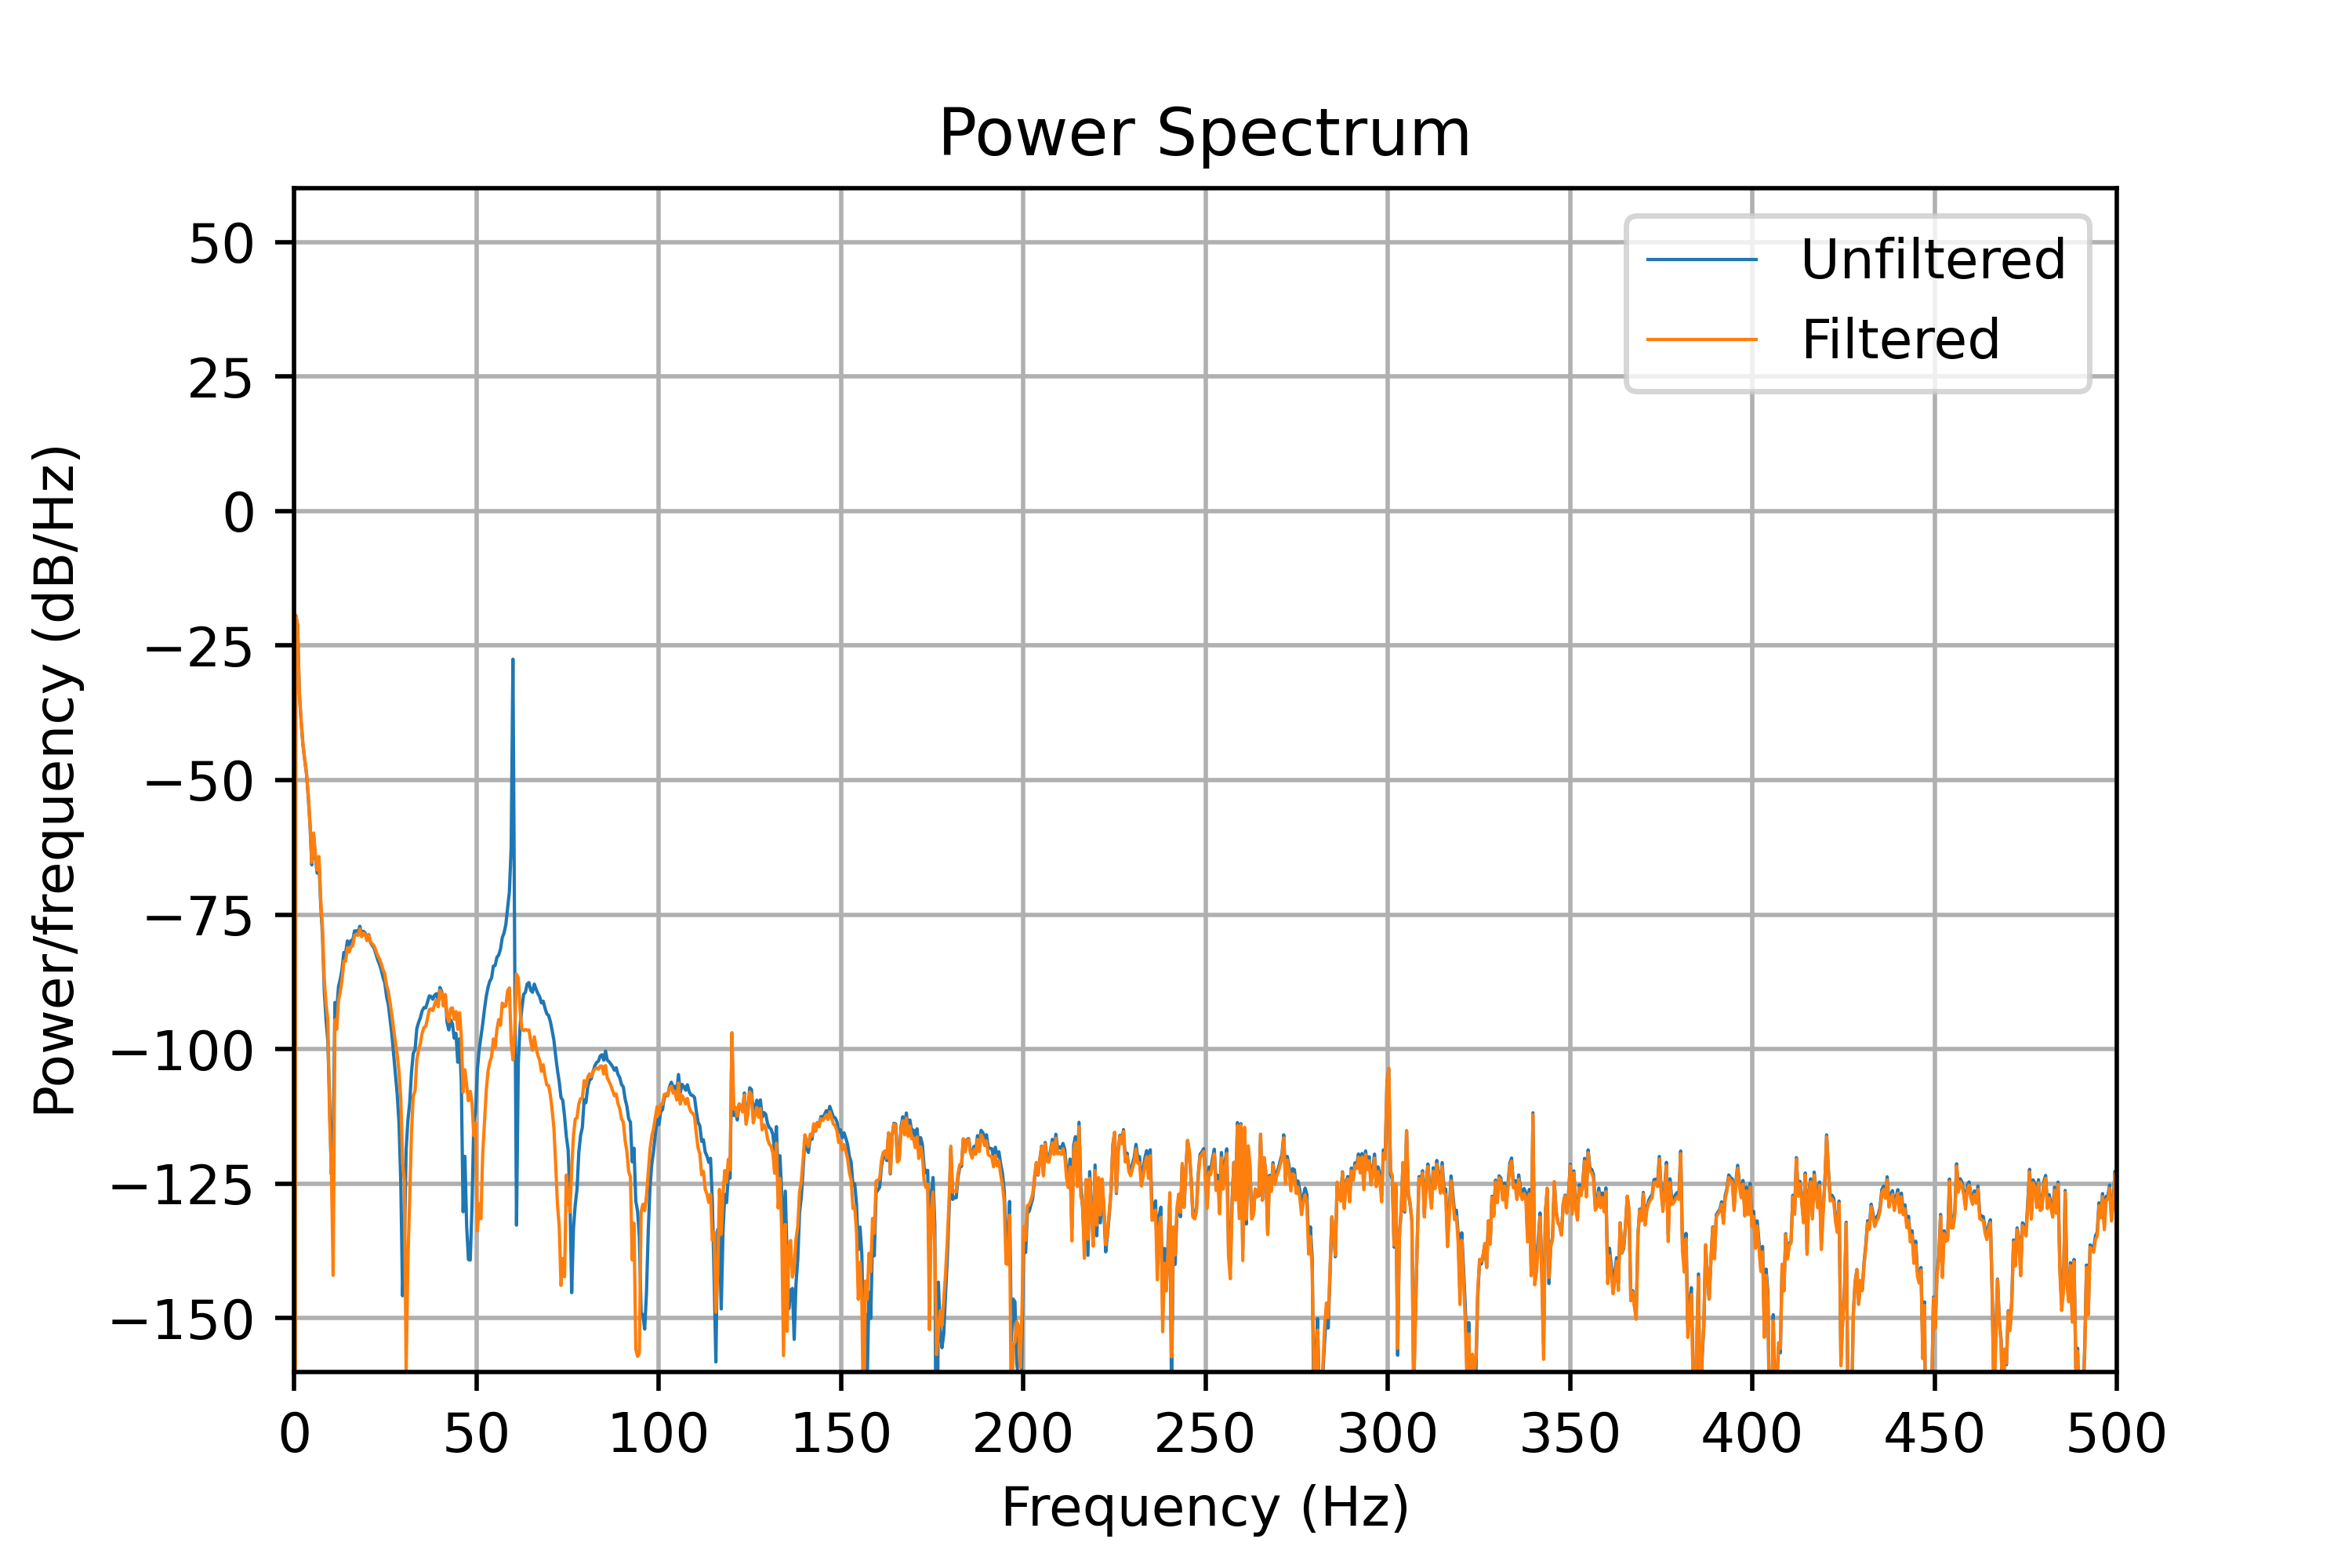 Power Spectrum
Unfiltered
Filtered
Power/frequency (dB/Hz)
50
25
0
−25
−50
−75
−100
−125
−150
0 50 100 150 200 250 300 350 400 450 500
Frequency (Hz)